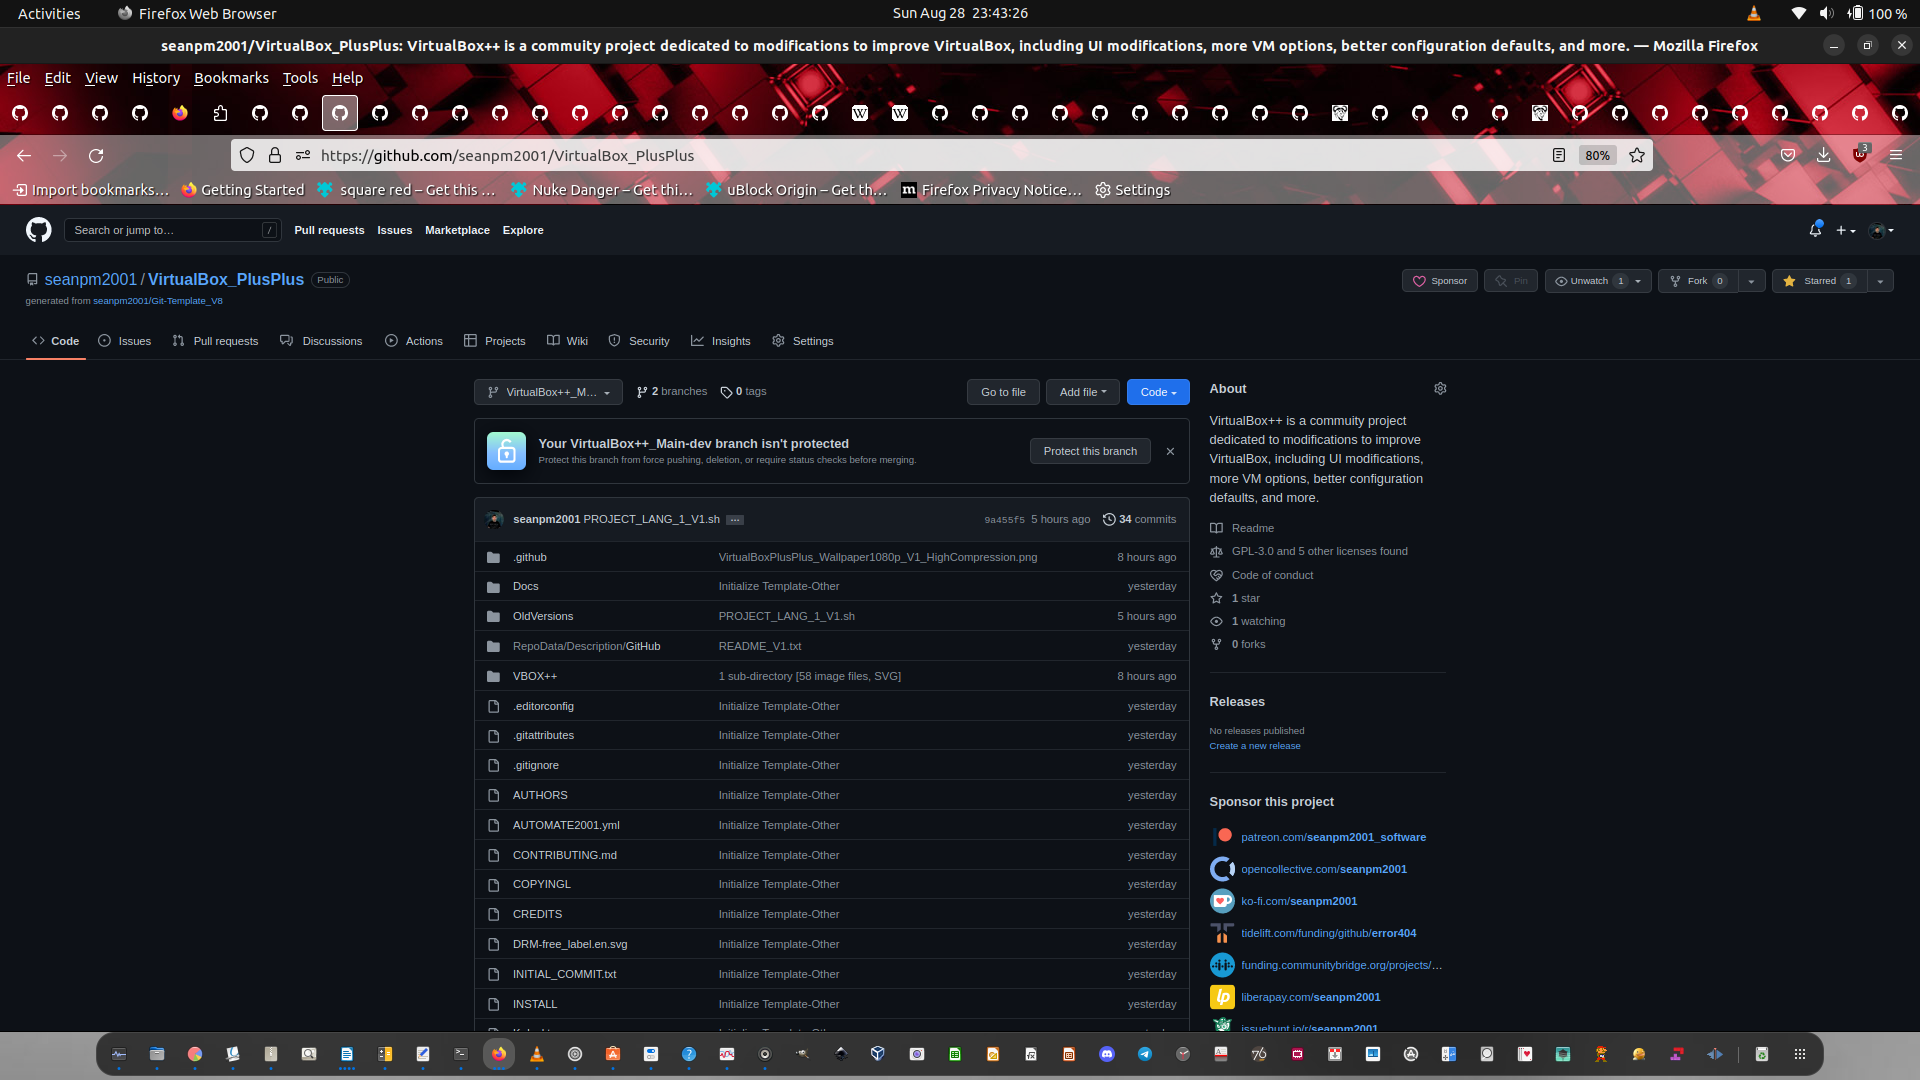 Activities
Firefox Web Browser
Sun Aug 28 23:43:26
100 %
seanpm2001/VirtualBox_PlusPlus: VirtualBox++ is a commuity project dedicated to modifications to improve VirtualBox, including UI modifications, more VM options, better configuration defaults, and more. — Mozilla Firefox
File Edit View History Bookmarks Tools Help
https://github.com/seanpm2001/VirtualBox_PlusPlus
80%
3
Import bookmarks…
Getting Started
square red – Get this …
Nuke Danger – Get thi…
uBlock Origin – Get th…
Firefox Privacy Notice…
Settings
Search or jump to…
/
Pull requests Issues Marketplace Explore
seanpm2001 / VirtualBox_PlusPlus Public
generated from seanpm2001/Git-Template_V8
Sponsor
Pin
Unwatch 1
Fork 0
Starred 1
Code Issues Pull requests Discussions Actions Projects Wiki Security Insights Settings
VirtualBox++_M…
2 branches
0 tags
Go to file
Add file
Code
Your VirtualBox++_Main-dev branch isn't protected
Protect this branch from force pushing, deletion, or require status checks before merging.
Protect this branch
seanpm2001 PROJECT_LANG_1_V1.sh … 9a455f5 5 hours ago 34 commits
.github VirtualBoxPlusPlus_Wallpaper1080p_V1_HighCompression.png 8 hours ago
Docs Initialize Template-Other yesterday
OldVersions PROJECT_LANG_1_V1.sh 5 hours ago
RepoData/Description/GitHub README_V1.txt yesterday
VBOX++ 1 sub-directory [58 image files, SVG] 8 hours ago
.editorconfig Initialize Template-Other yesterday
.gitattributes Initialize Template-Other yesterday
.gitignore Initialize Template-Other yesterday
AUTHORS Initialize Template-Other yesterday
AUTOMATE2001.yml Initialize Template-Other yesterday
CONTRIBUTING.md Initialize Template-Other yesterday
COPYINGL Initialize Template-Other yesterday
CREDITS Initialize Template-Other yesterday
DRM-free_label.en.svg Initialize Template-Other yesterday
INITIAL_COMMIT.txt Initialize Template-Other yesterday
INSTALL Initialize Template-Other yesterday
About
VirtualBox++ is a commuity project
dedicated to modifications to improve
VirtualBox, including UI modifications,
more VM options, better configuration
defaults, and more.
Readme
GPL-3.0 and 5 other licenses found
Code of conduct
1 star
1 watching
0 forks
Releases
No releases published
Create a new release
Sponsor this project
patreon.com/seanpm2001_software
opencollective.com/seanpm2001
ko-fi.com/seanpm2001
tidelift.com/funding/github/error404
funding.communitybridge.org/projects/…
liberapay.com/seanpm2001
issuehunt.io/r/seanpm2001